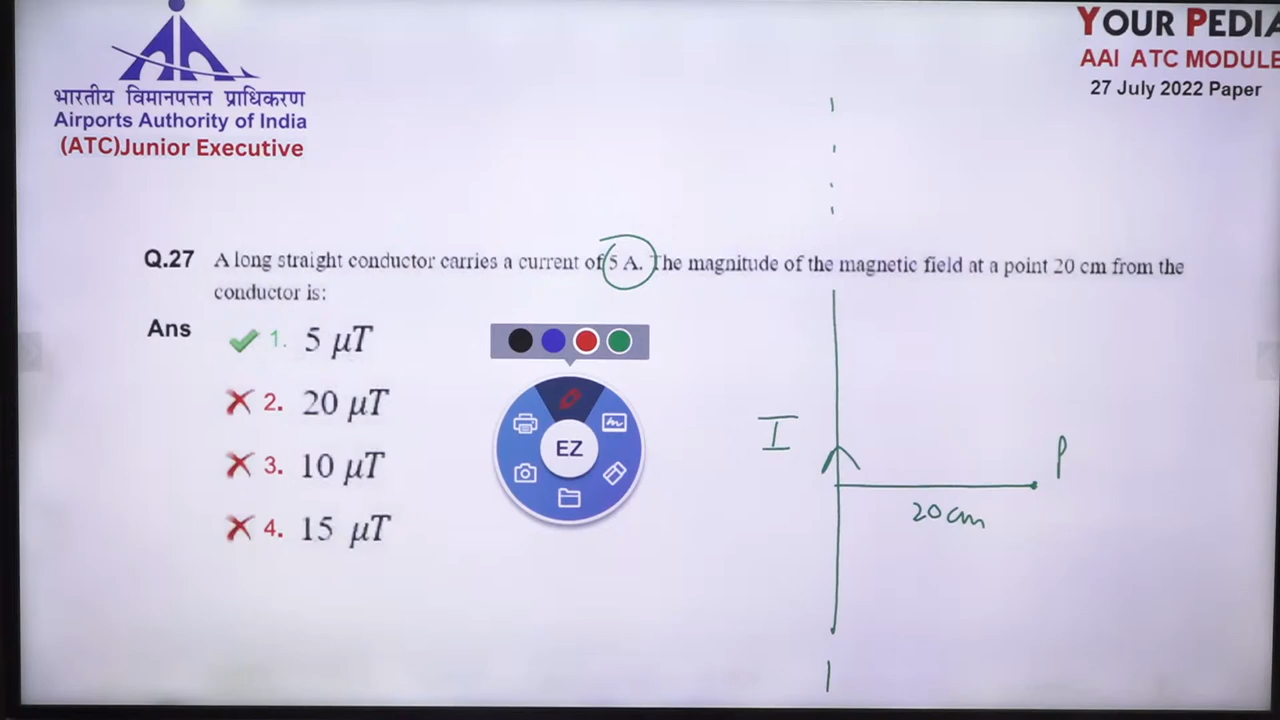 YOUR PEDIA
AAI ATC MODULE
27 July 2022 Paper
भारतीय विमानपत्तन प्राधिकरण
Airports Authority of India
(ATC)Junior Executive
Q.27 A long straight conductor carries a current of 5 A. The magnitude of the magnetic field at a point 20 cm from the
conductor is:
Ans
1. 5 μT
2. 20 μT
3. 10 μT
4. 15 μT
EZ
I
P
20 cm